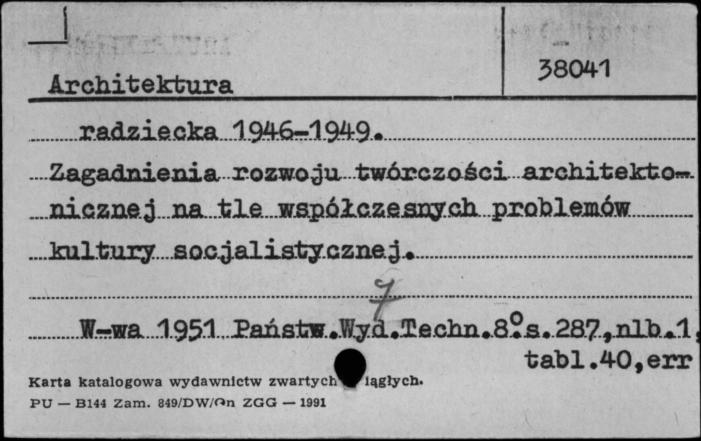 38041
Architektura
radziecka 1946-1949.
Zagadnienia rozwoju twórczości architekto-
nicznej na tle współczesnych problemów
kultury socjalistycznej.
7
W-wa 1951 Państw.Wyd.Techn.8°.s.287,nlb.1,
tabl.40,err
Karta katalogowa wydawnictw zwartych iągłych.
PU — B144 Zam. 849/DW/On ZGG — 1991